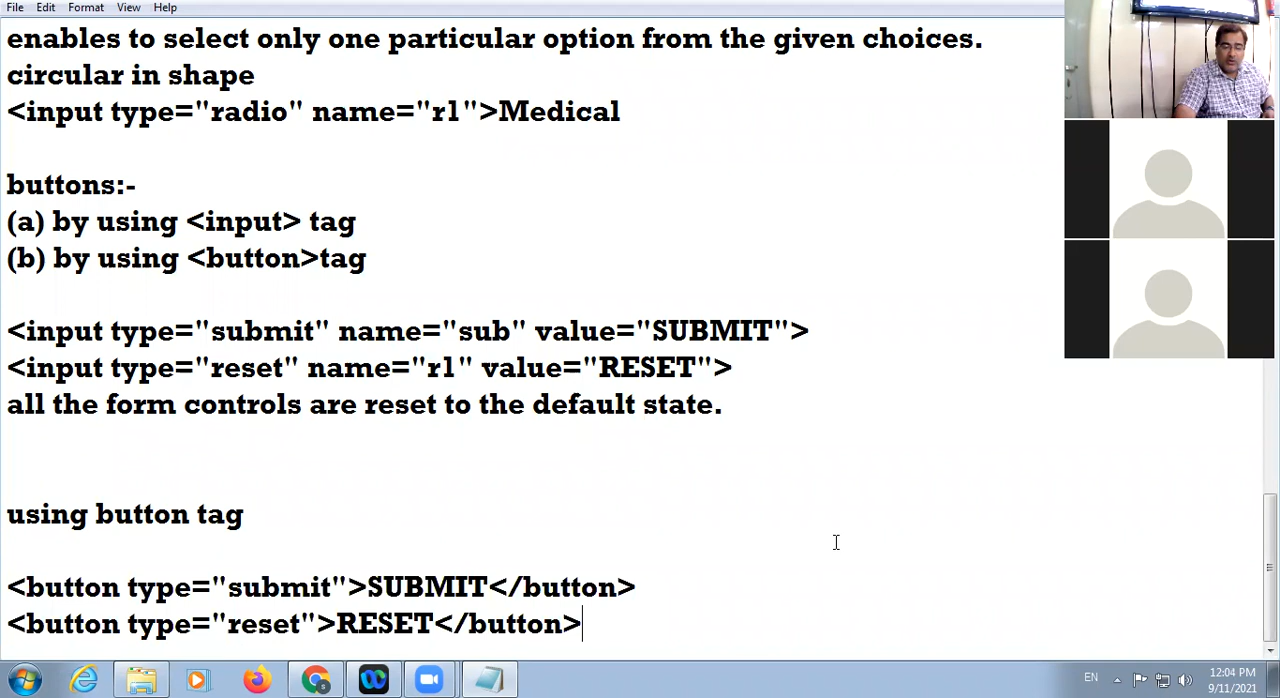 File Edit Format View Help
enables to select only one particular option from the given choices.
circular in shape
<input type="radio" name="r1">Medical
buttons:-
(a) by using <input> tag
(b) by using <button>tag
<input type="submit" name="sub" value="SUBMIT">
<input type="reset" name="r1" value="RESET">
all the form controls are reset to the default state.
using button tag
<button type="submit">SUBMIT</button>
<button type="reset">RESET</button>
EN
12:04 PM
9/11/2021